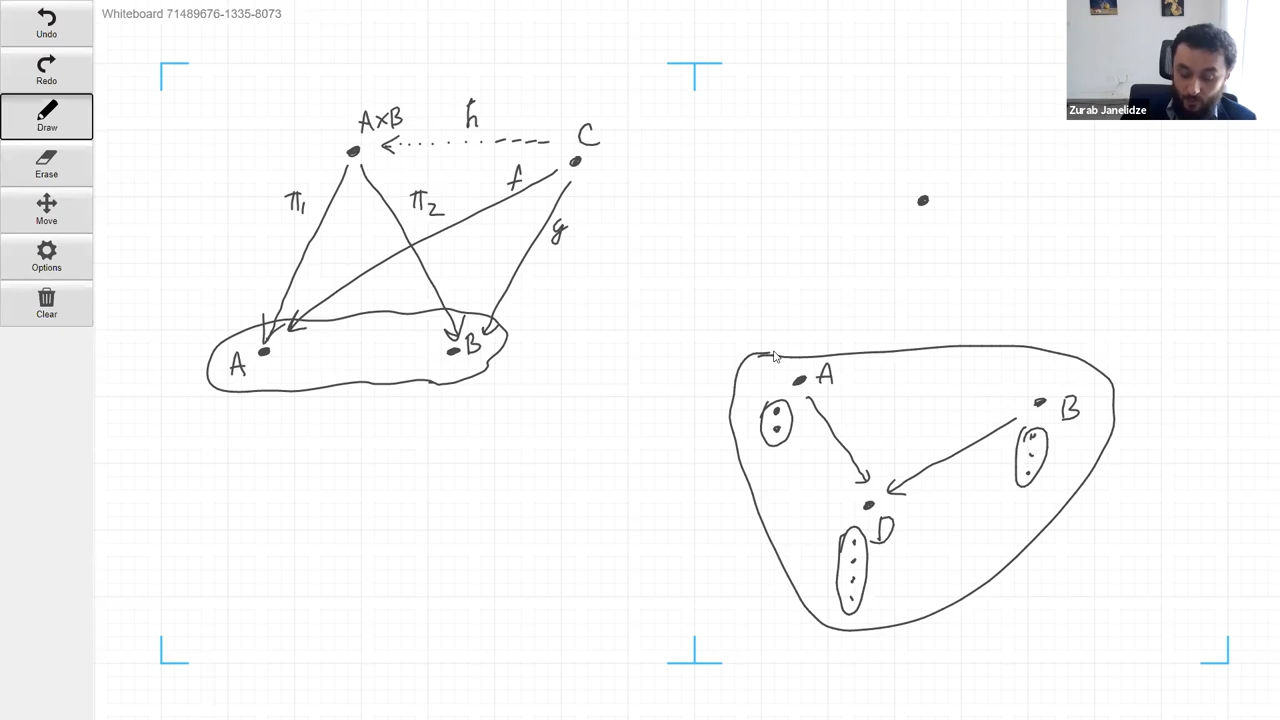 Whiteboard 71489676-1335-8073
Undo
Redo
Draw
Erase
Move
Options
Clear
Zurab Janelidze
A×B
h
C
π₁
π₂
f
g
A
B
A
B
D